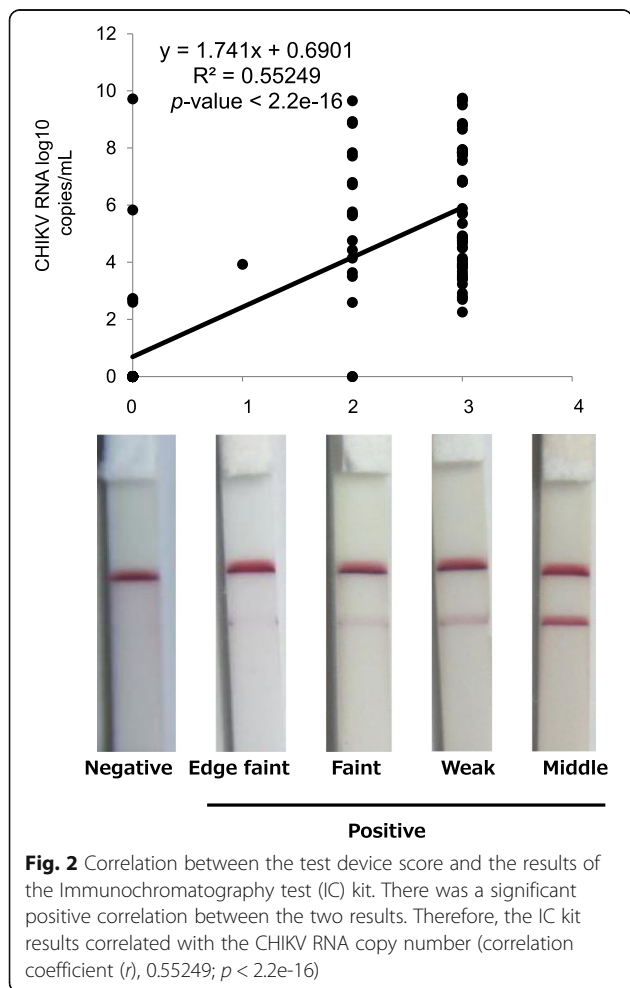 12
10
8
6
4
2
0
CHIKV RNA log10
copies/mL
y = 1.741x + 0.6901
R² = 0.55249
p-value < 2.2e-16
0 1 2 3 4
Negative Edge faint Faint Weak Middle
Positive
Fig. 2 Correlation between the test device score and the results of
the Immunochromatography test (IC) kit. There was a significant
positive correlation between the two results. Therefore, the IC kit
results correlated with the CHIKV RNA copy number (correlation
coefficient (r), 0.55249; p < 2.2e-16)